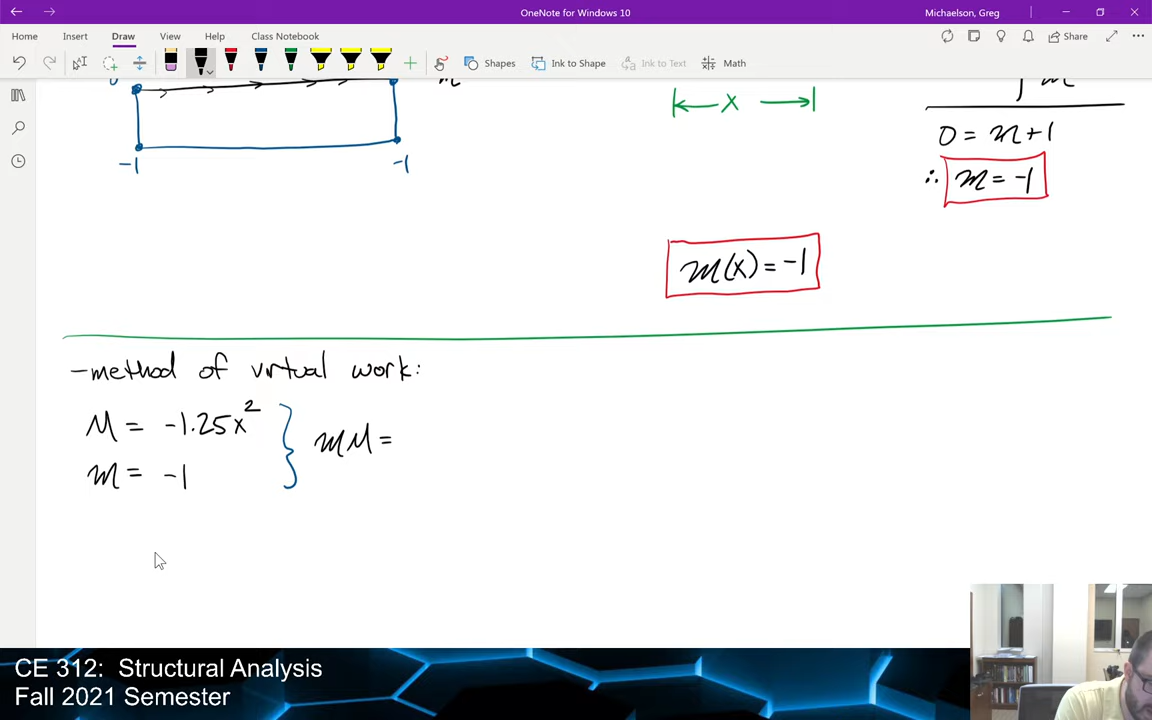 OneNote for Windows 10
Michaelson, Greg
Home Insert Draw View Help Class Notebook
Share
Shapes Ink to Shape Ink to Text Math
x
-1
-1
0 = m+1
∴ m = -1
m(x) = -1
-method of virtual work:
M = -1.25x²
m = -1
mM =
CE 312: Structural Analysis
Fall 2021 Semester